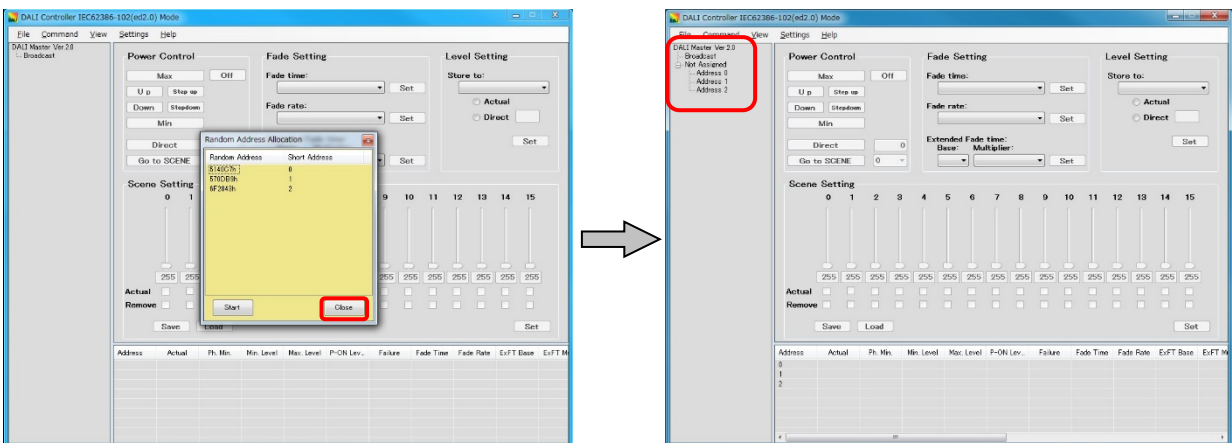 DALI Controller IEC62386-102(ed2.0) Mode
File Command View Settings Help
DALI Master Ver 2.0
Broadcast
Power Control
Max Off
Up Step up
Down Stepdown
Min
Direct
Go to SCENE
Fade Setting
Fade time:
Set
Fade rate:
Set
Set
Level Setting
Store to:
Actual
Direct
Set
Random Address Allocation
Random Address Short Address
0
1
2
Start Close
Scene Setting
0 1 9 10 11 12 13 14 15
255 255 255 255 255 255 255 255 255
Actual
Remove
Save Load Set
Address Actual Ph. Min. Min. Level Max. Level P-ON Lev... Failure Fade Time Fade Rate ExFT Base ExFT M
DALI Controller IEC62386-102(ed2.0) Mode
File Command View Settings Help
DALI Master Ver 2.0
Broadcast
Not Assigned
Address 0
Address 1
Address 2
Power Control
Max Off
Up Step up
Down Stepdown
Min
Direct 0
Go to SCENE 0
Fade Setting
Fade time:
Set
Fade rate:
Set
Extended Fade time:
Base: Multiplier:
Set
Level Setting
Store to:
Actual
Direct
Set
Scene Setting
0 1 2 3 4 5 6 7 8 9 10 11 12 13 14 15
255 255 255 255 255 255 255 255 255 255 255 255 255 255 255 255
Actual
Remove
Save Load Set
Address Actual Ph. Min. Min. Level Max. Level P-ON Lev... Failure Fade Time Fade Rate ExFT Base ExFT M
0
1
2